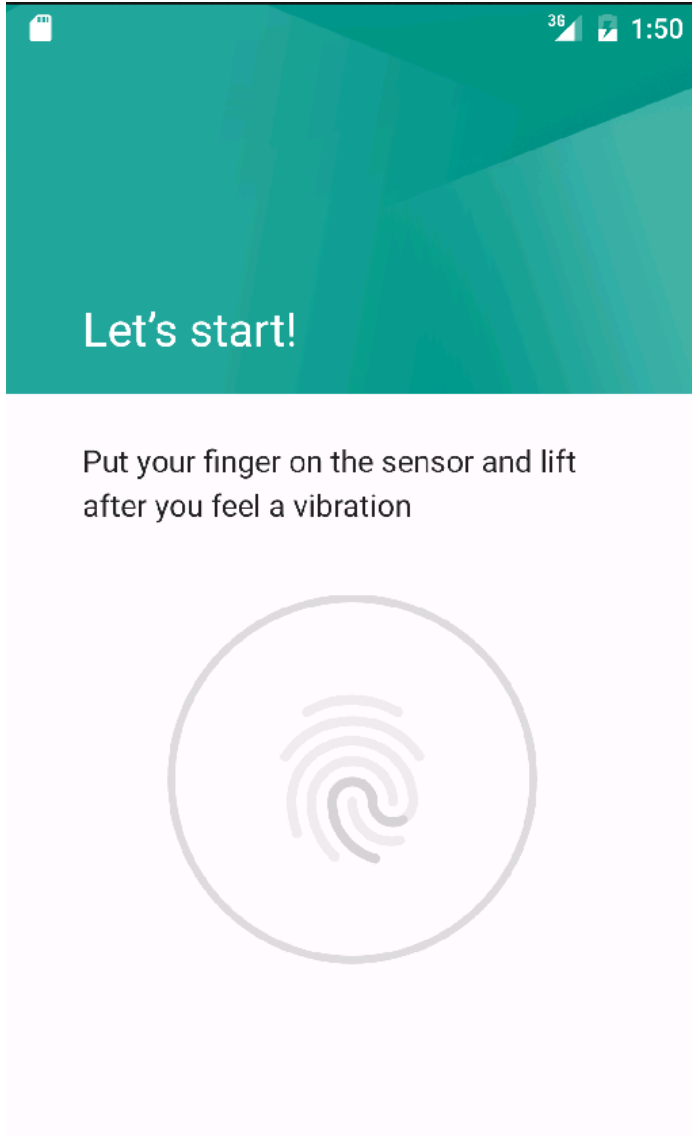 3G 1:50
Let’s start!
Put your finger on the sensor and lift
after you feel a vibration